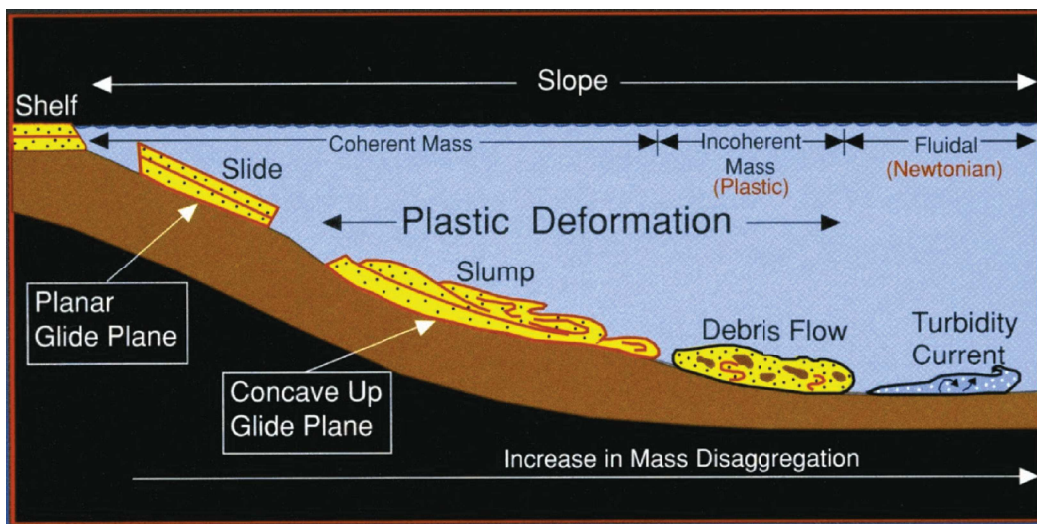 Slope
Shelf
Coherent Mass
Incoherent
Mass
(Plastic)
Fluidal
(Newtonian)
Slide
Plastic Deformation
Slump
Planar
Glide Plane
Debris Flow
Turbidity
Current
Concave Up
Glide Plane
Increase in Mass Disaggregation